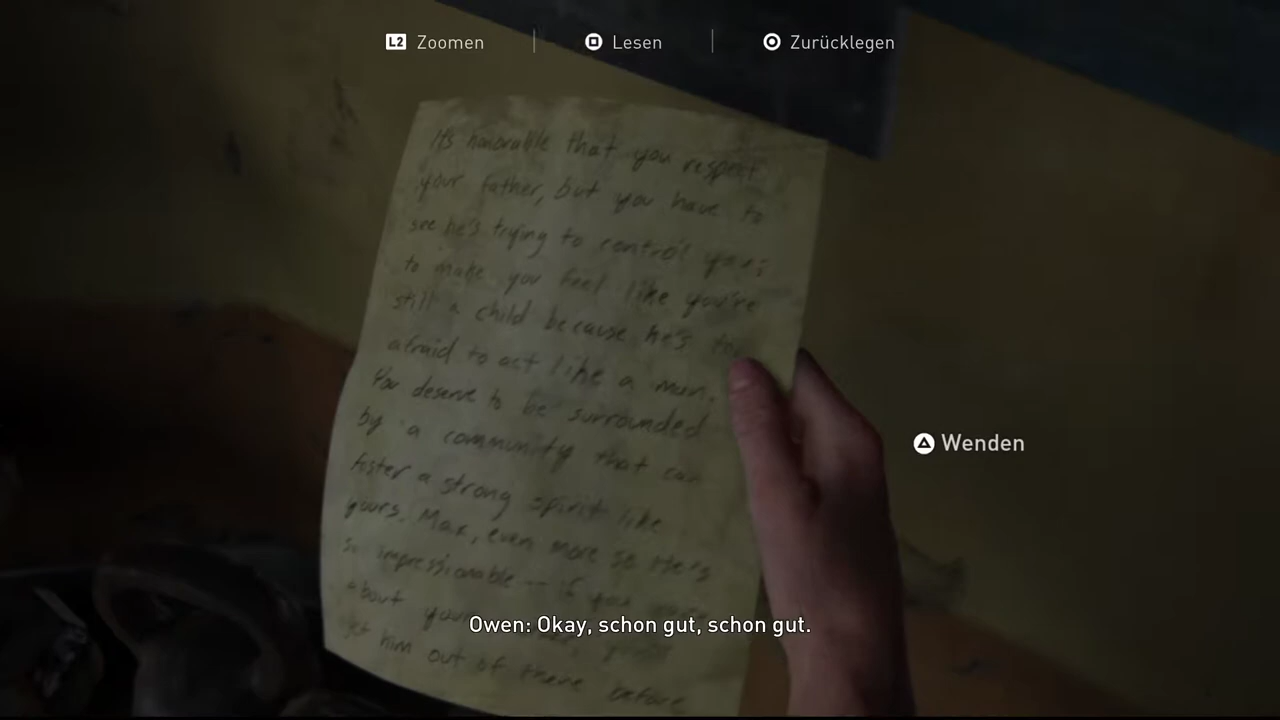 L2 Zoomen
Lesen
Zurücklegen
It's honorable that you respect
your father, but you have to
see he's trying to control you;
to make you feel like you're
still a child because he's
afraid to act like a man.
You deserve to be surrounded
by a community that can
foster a strong spirit like
yours. Max, even more so
so impressionable -- if you
about your
get him out of there before
Wenden
Owen: Okay, schon gut, schon gut.